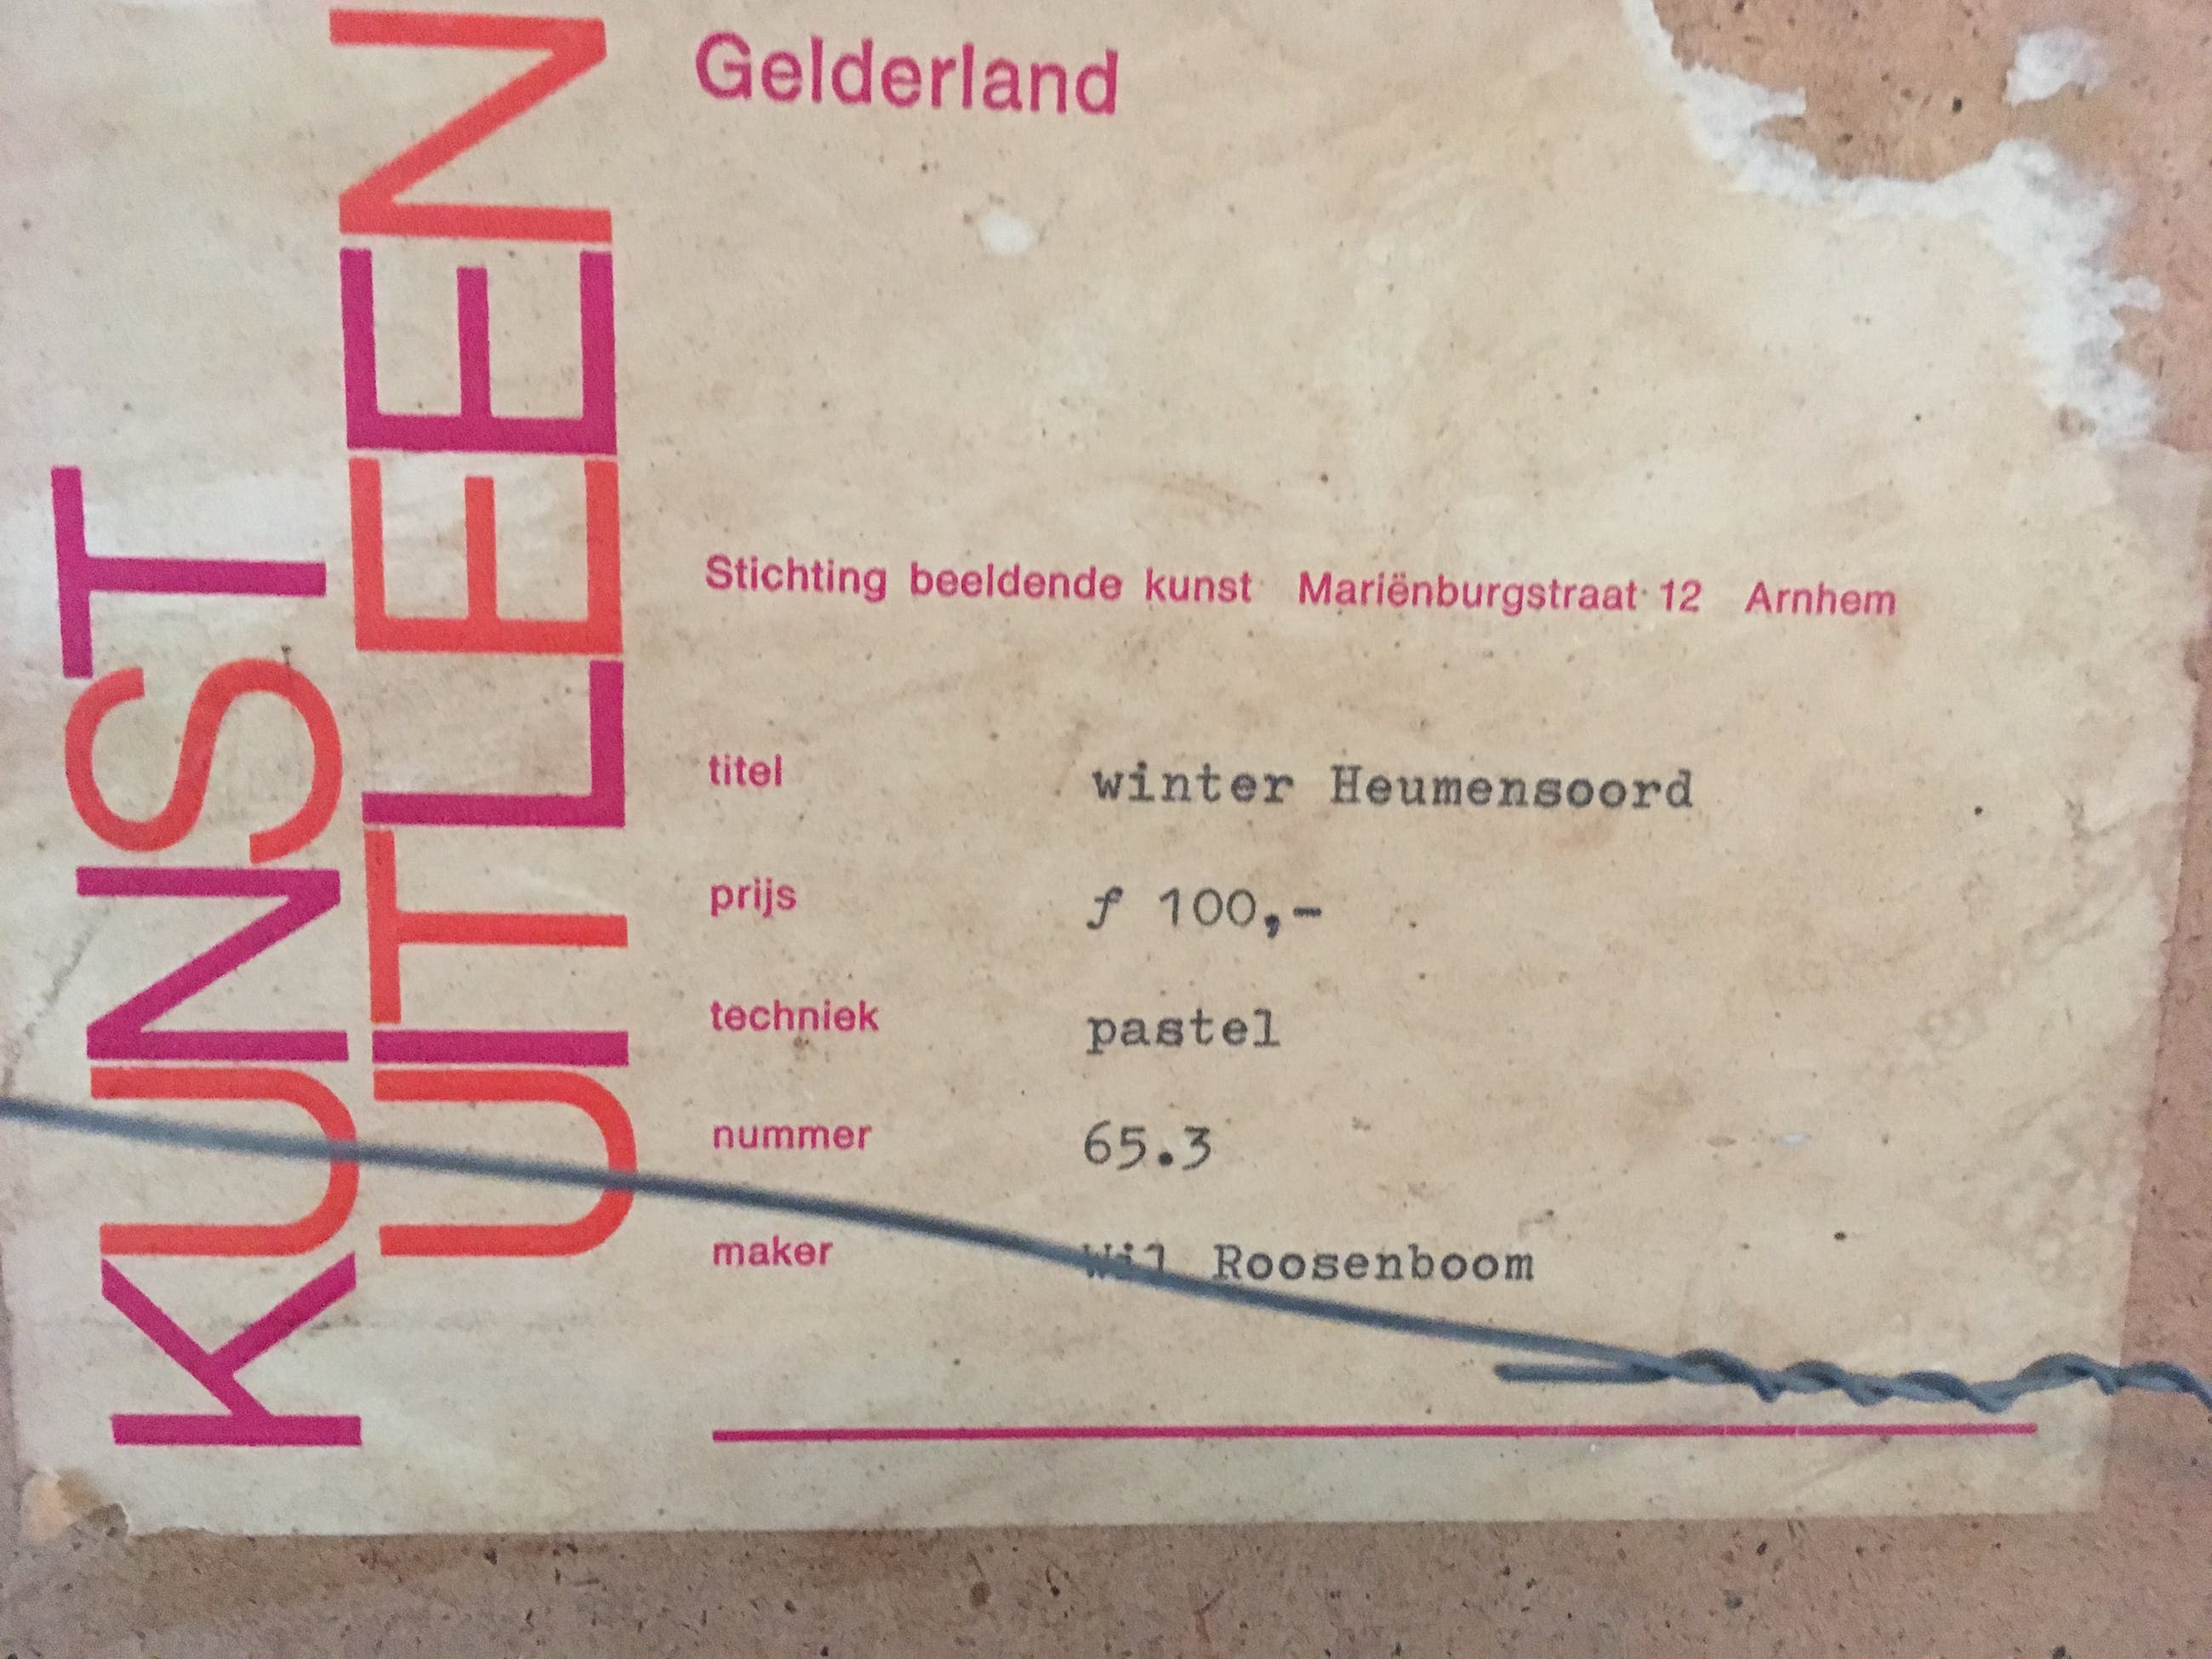 KUNST
UITLEEN
Gelderland
Stichting beeldende kunst Mariënburgstraat 12 Arnhem
titel winter Heumensoord
prijs ƒ 100,-
techniek pastel
nummer 65.3
maker Wil Roosenboom